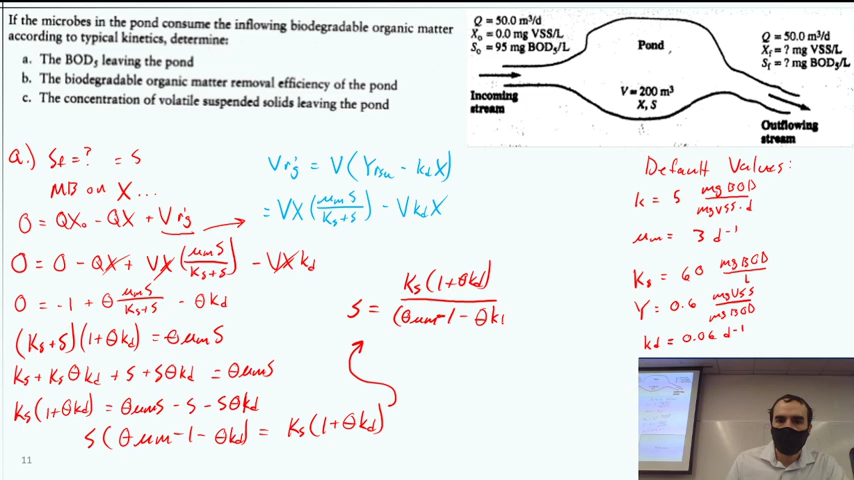 If the microbes in the pond consume the inflowing biodegradable organic matter
according to typical kinetics, determine:
a. The BOD₅ leaving the pond
b. The biodegradable organic matter removal efficiency of the pond
c. The concentration of volatile suspended solids leaving the pond
Q = 50.0 m³/d
X₀ = 0.0 mg VSS/L
S₀ = 95 mg BOD₅/L
Incoming
stream
Pond
V = 200 m³
X, S
Q = 50.0 m³/d
Xf = ? mg VSS/L
Sf = ? mg BOD₅/L
Outflowing
stream
a.) Sf = ? = S
MB on X...
0 = QX₀ - QX + V rg'
0 = 0 - QX + VX (μmS / Ks+S) - VX kd
0 = -1 + θ μmS / Ks+S - θkd
(Ks+S)(1+θkd) = θμmS
Ks + Ksθkd + S + Sθkd = θμmS
Ks(1+θkd) = θμmS - S - Sθkd
S(θμm-1-θkd) = Ks(1+θkd)
V rg' = V(Yrsu - kdX)
= VX (μmS / Ks+S) - VkdX
S = Ks(1+θkd) / (θμm-1-θkd
Default Values:
k = 5 mg BOD / mg VSS·d
μm = 3 d⁻¹
Ks = 60 mg BOD / L
Y = 0.6 mg VSS / mg BOD
kd = 0.06 d⁻¹
11